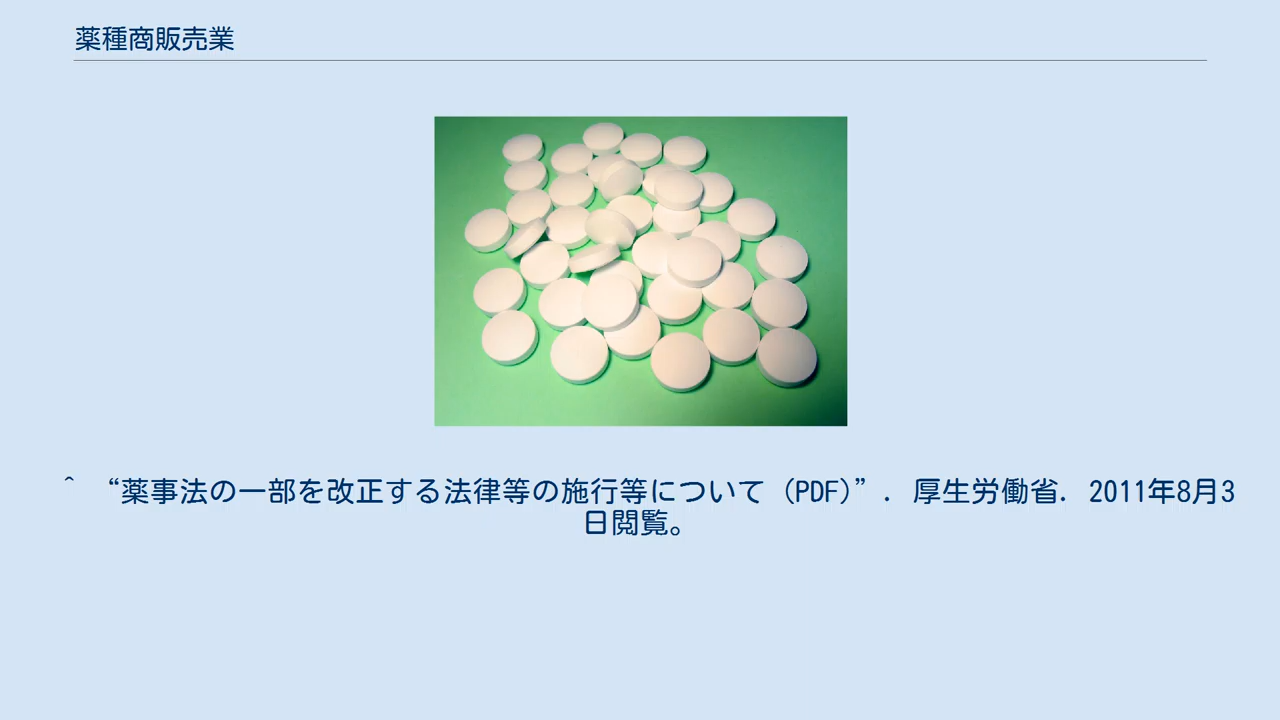 薬種商販売業
^ “薬事法の一部を改正する法律等の施行等について (PDF)”. 厚生労働省. 2011年8月3
日閲覧。